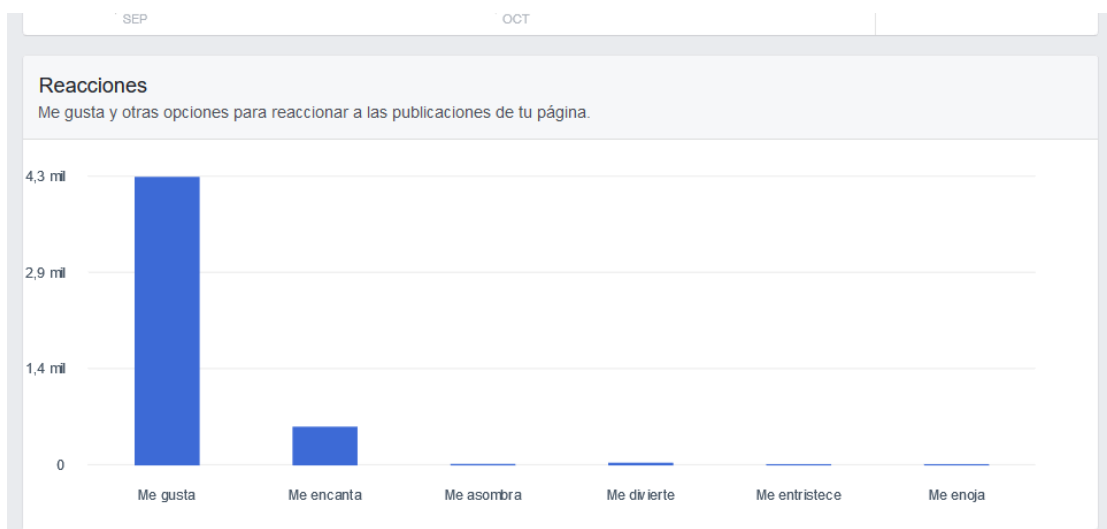 SEP OCT
Reacciones
Me gusta y otras opciones para reaccionar a las publicaciones de tu página.
4,3 mil
2,9 mil
1,4 mil
0
Me gusta Me encanta Me asombra Me divierte Me entristece Me enoja